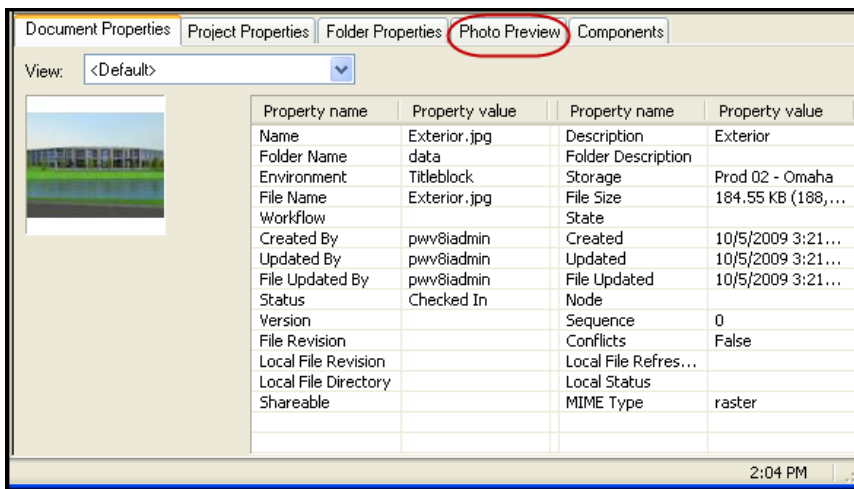 Document Properties Project Properties Folder Properties Photo Preview Components
View: <Default>
Property name Property value Property name Property value
Name Exterior.jpg Description Exterior
Folder Name data Folder Description
Environment Titleblock Storage Prod 02 - Omaha
File Name Exterior.jpg File Size 184.55 KB (188,...
Workflow State
Created By pwv8iadmin Created 10/5/2009 3:21...
Updated By pwv8iadmin Updated 10/5/2009 3:21...
File Updated By pwv8iadmin File Updated 10/5/2009 3:21...
Status Checked In Node
Version Sequence 0
File Revision Conflicts False
Local File Revision Local File Refres...
Local File Directory Local Status
Shareable MIME Type raster
2:04 PM